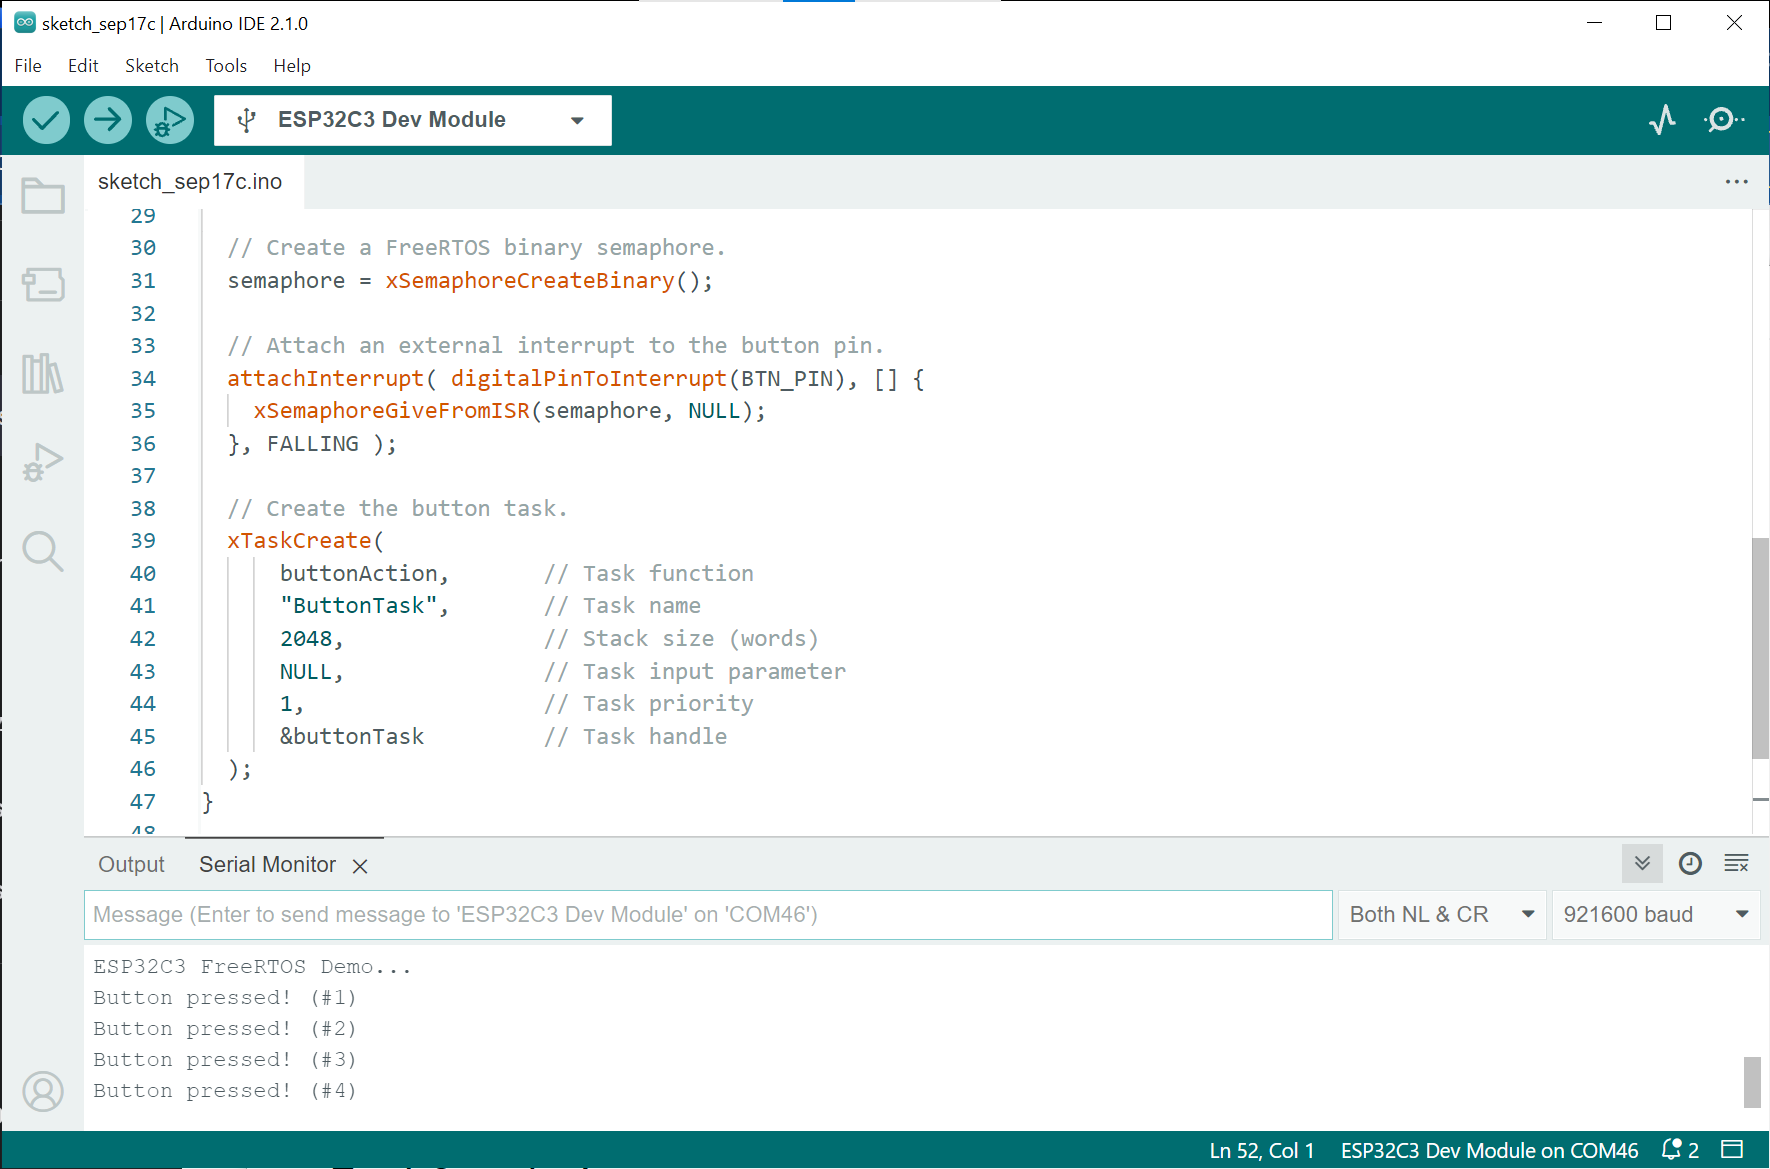 sketch_sep17c | Arduino IDE 2.1.0
File Edit Sketch Tools Help
ESP32C3 Dev Module
sketch_sep17c.ino
29
30 // Create a FreeRTOS binary semaphore.
31 semaphore = xSemaphoreCreateBinary();
32
33 // Attach an external interrupt to the button pin.
34 attachInterrupt( digitalPinToInterrupt(BTN_PIN), [] {
35 xSemaphoreGiveFromISR(semaphore, NULL);
36 }, FALLING );
37
38 // Create the button task.
39 xTaskCreate(
40 buttonAction, // Task function
41 "ButtonTask", // Task name
42 2048, // Stack size (words)
43 NULL, // Task input parameter
44 1, // Task priority
45 &buttonTask // Task handle
46 );
47 }
48
Output Serial Monitor
Message (Enter to send message to 'ESP32C3 Dev Module' on 'COM46') Both NL & CR 921600 baud
ESP32C3 FreeRTOS Demo...
Button pressed! (#1)
Button pressed! (#2)
Button pressed! (#3)
Button pressed! (#4)
Ln 52, Col 1 ESP32C3 Dev Module on COM46 2